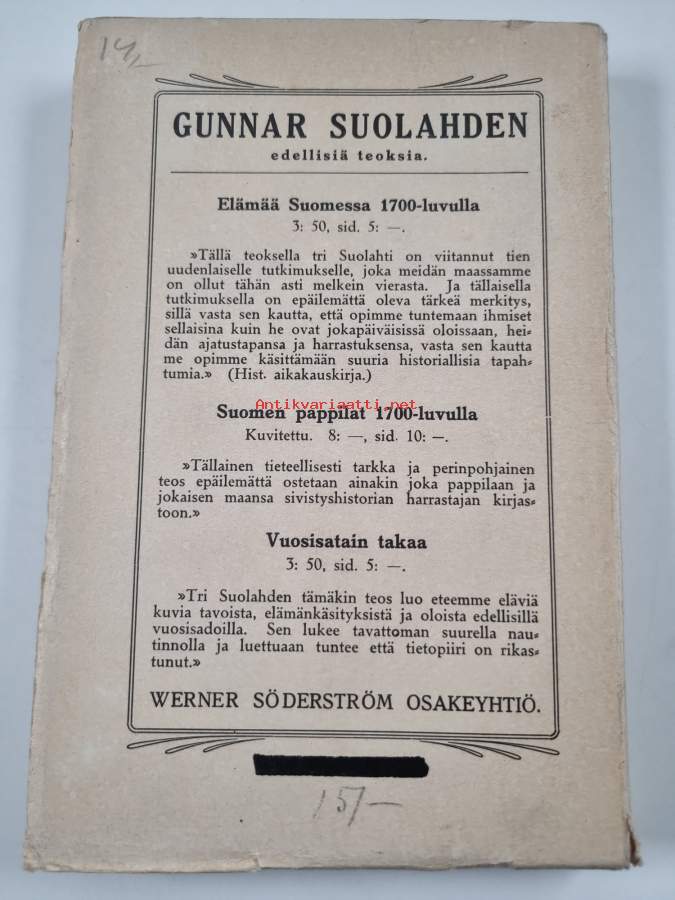 14,-
GUNNAR SUOLAHDEN
edellisiä teoksia.
Elämää Suomessa 1700-luvulla
3: 50, sid. 5: —.
»Tällä teoksella tri Suolahti on viitannut tien
uudenlaiselle tutkimukselle, joka meidän maassamme
on ollut tähän asti melkein vierasta. Ja tällaisella
tutkimuksella on epäilemättä oleva tärkeä merkitys,
sillä vasta sen kautta, että opimme tuntemaan ihmiset
sellaisina kuin he ovat jokapäiväisissä oloissaan, hei-
dän ajatustapansa ja harrastuksensa, vasta sen kautta
me opimme käsittämään suuria historiallisia tapah-
tumia.» (Hist. aikakauskirja.)
Antikvariaatti.net
Suomen pappilat 1700-luvulla
Kuvitettu. 8: —, sid. 10: —.
»Tällainen tieteellisesti tarkka ja perinpohjainen
teos epäilemättä ostetaan ainakin joka pappilaan ja
jokaisen maansa sivistyshistorian harrastajan kirjas-
toon.»
Vuosisatain takaa
3: 50, sid. 5: —.
»Tri Suolahden tämäkin teos luo eteemme eläviä
kuvia tavoista, elämänkäsityksistä ja oloista edellisillä
vuosisadoilla. Sen lukee tavattoman suurella nau-
tinnolla ja luettuaan tuntee että tietopiiri on rikas-
tunut.»
WERNER SÖDERSTRÖM OSAKEYHTIÖ.
15/—